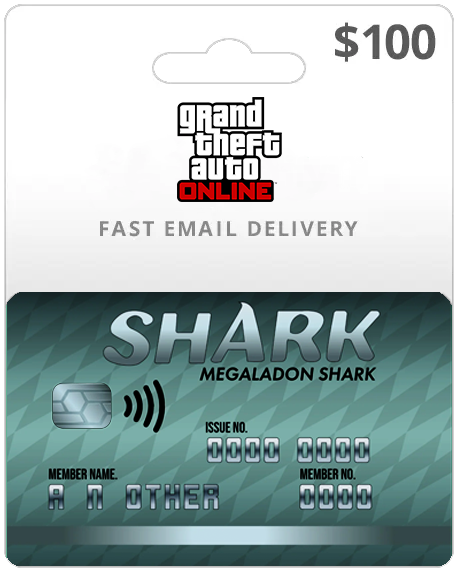 $100
grand
theft
auto
ONLINE
FAST EMAIL DELIVERY
SHARK
MEGALADON SHARK
ISSUE NO.
0000 0000
MEMBER NAME.
MEMBER NO.
A N OTHER
0000